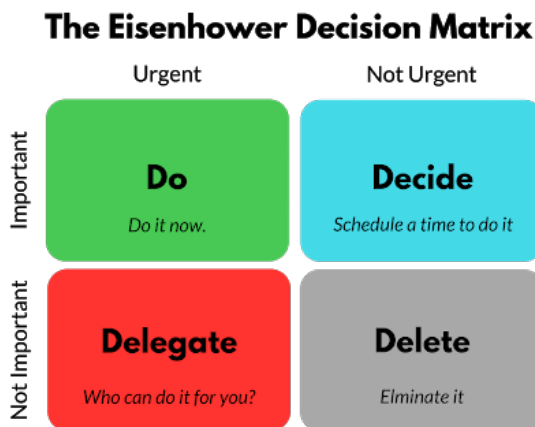 The Eisenhower Decision Matrix
Urgent
Not Urgent
Important
Do
Do it now.
Decide
Schedule a time to do it
Not Important
Delegate
Who can do it for you?
Delete
Elminate it